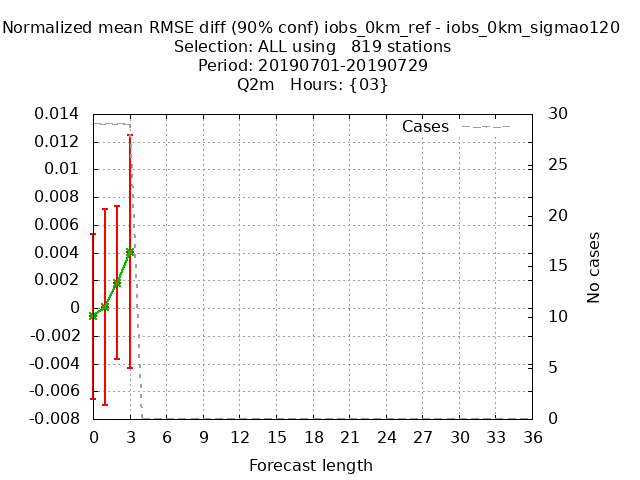 Normalized mean RMSE diff (90% conf) iobs_0km_ref - iobs_0km_sigmao120
Selection: ALL using   819 stations
Period: 20190701-20190729
Q2m   Hours: {03}
Cases
0.014
0.012
0.01
0.008
0.006
0.004
0.002
0
-0.002
-0.004
-0.006
-0.008
30
25
20
15
10
5
0
No cases
0 3 6 9 12 15 18 21 24 27 30 33 36
Forecast length